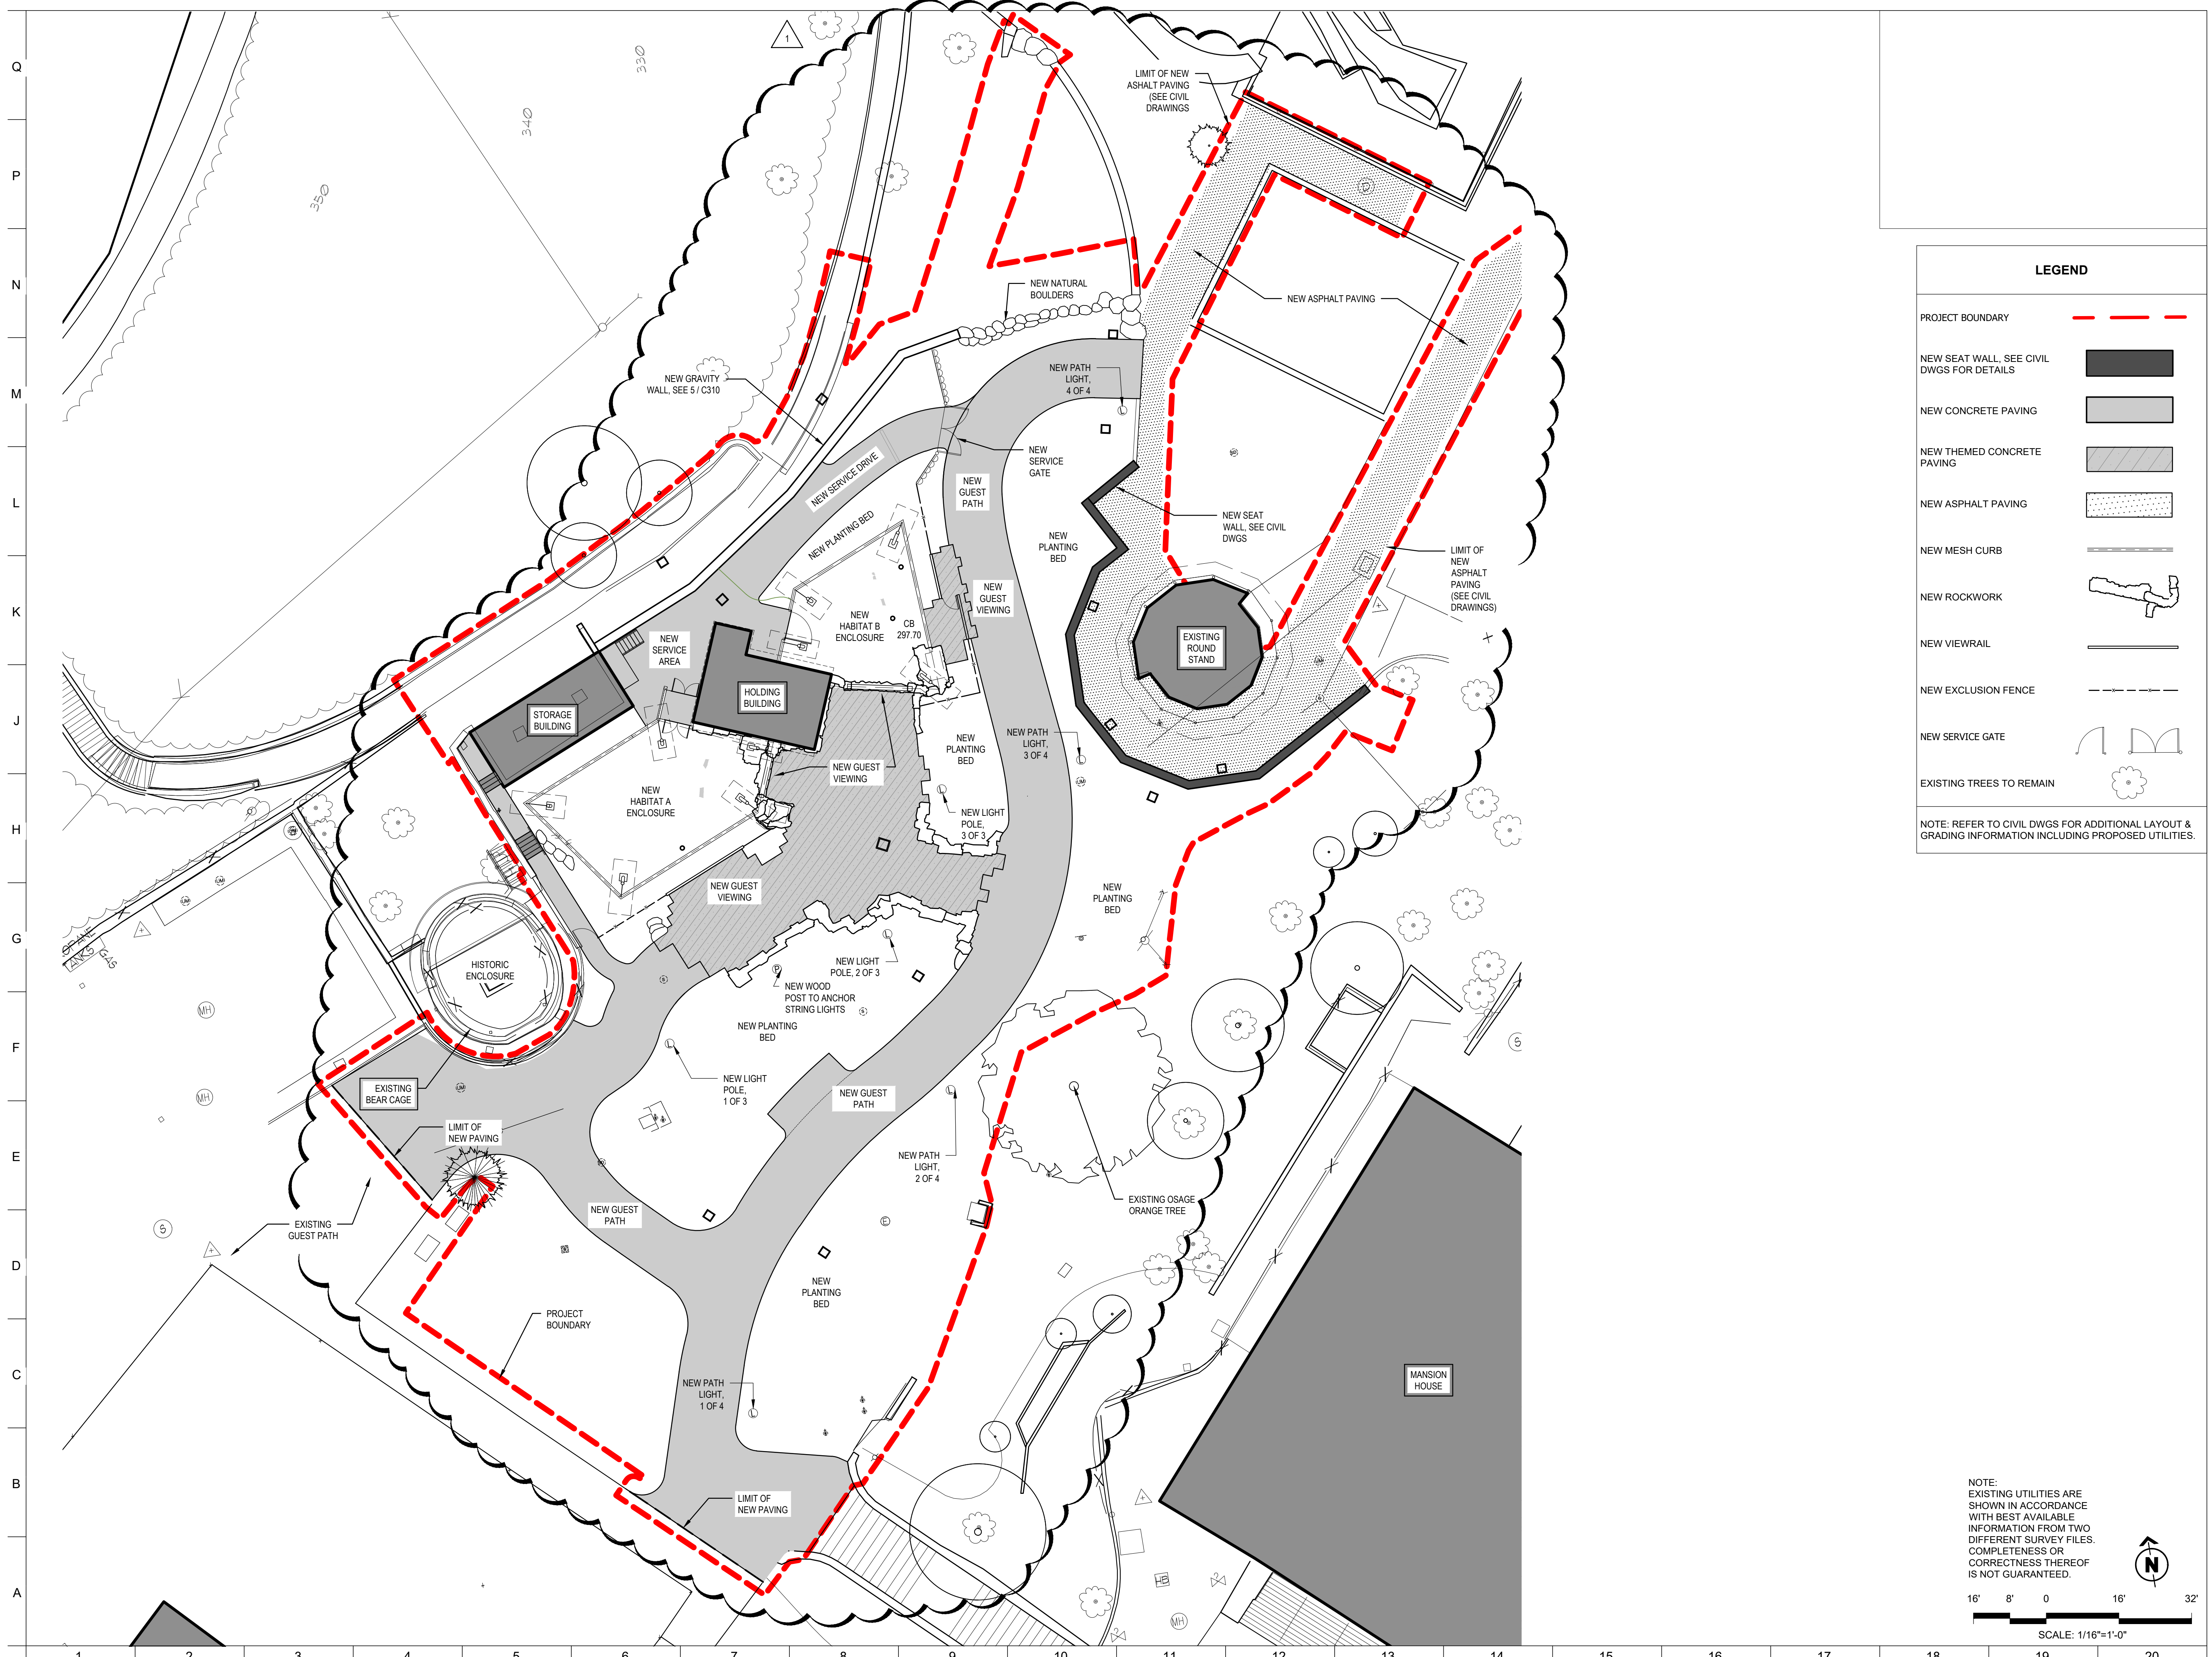 Q
P
N
M
L
K
J
H
G
F
E
D
C
B
A
1
2
3
4
5
6
7
8
9
10
11
12
13
14
15
16
17
18
19
20
1
330
340
350
LIMIT OF NEW
ASHALT PAVING
(SEE CIVIL
DRAWINGS
D
NEW NATURAL
BOULDERS
NEW ASPHALT PAVING
NEW GRAVITY
WALL, SEE 5 / C310
NEW PATH
LIGHT,
4 OF 4
L
NEW
SERVICE
GATE
NEW SERVICE DRIVE
NEW
GUEST
PATH
NEW PLANTING BED
NEW SEAT
WALL, SEE CIVIL
DWGS
NEW
PLANTING
BED
LIMIT OF
NEW
ASPHALT
PAVING
(SEE CIVIL
DRAWINGS)
NEW
GUEST
VIEWING
NEW
HABITAT B
ENCLOSURE
CB
297.70
NEW
SERVICE
AREA
EXISTING
ROUND
STAND
HOLDING
BUILDING
STORAGE
BUILDING
NEW
PLANTING
BED
NEW PATH
LIGHT,
3 OF 4
L
UM
NEW GUEST
VIEWING
NEW
HABITAT A
ENCLOSURE
L
NEW LIGHT
POLE,
3 OF 3
NEW GUEST
VIEWING
NEW
PLANTING
BED
UM
UM
GAS
HISTORIC
ENCLOSURE
L
NEW LIGHT
POLE, 2 OF 3
P
NEW WOOD
POST TO ANCHOR
STRING LIGHTS
S
S
MH
NEW PLANTING
BED
L
S
EXISTING
BEAR CAGE
UM
NEW LIGHT
POLE,
1 OF 3
NEW GUEST
PATH
L
MH
LIMIT OF
NEW PAVING
NEW PATH
LIGHT,
2 OF 4
EXISTING OSAGE
ORANGE TREE
NEW GUEST
PATH
EXISTING
GUEST PATH
S
E
NEW
PLANTING
BED
PROJECT
BOUNDARY
NEW PATH
LIGHT,
1 OF 4
L
MANSION
HOUSE
LIMIT OF
NEW PAVING
HB
MH
LEGEND
PROJECT BOUNDARY
NEW SEAT WALL, SEE CIVIL
DWGS FOR DETAILS
NEW CONCRETE PAVING
NEW THEMED CONCRETE
PAVING
NEW ASPHALT PAVING
NEW MESH CURB
NEW ROCKWORK
NEW VIEWRAIL
NEW EXCLUSION FENCE
NEW SERVICE GATE
EXISTING TREES TO REMAIN
NOTE: REFER TO CIVIL DWGS FOR ADDITIONAL LAYOUT &
GRADING INFORMATION INCLUDING PROPOSED UTILITIES.
NOTE:
EXISTING UTILITIES ARE
SHOWN IN ACCORDANCE
WITH BEST AVAILABLE
INFORMATION FROM TWO
DIFFERENT SURVEY FILES.
COMPLETENESS OR
CORRECTNESS THEREOF
IS NOT GUARANTEED.
N
16' 8' 0 16' 32'
SCALE: 1/16"=1'-0"